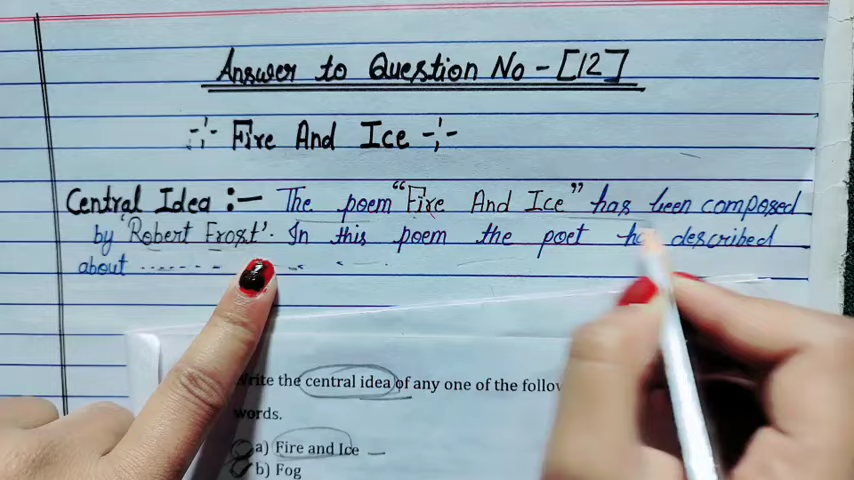 Answer to Question No - [12]
Fire And Ice
Central Idea :- The poem "Fire And Ice" has been composed
by 'Robert Frost'. In this poem the poet has described
about ........
Write the central idea of any one of the
words.
a) Fire and Ice
b) Fog